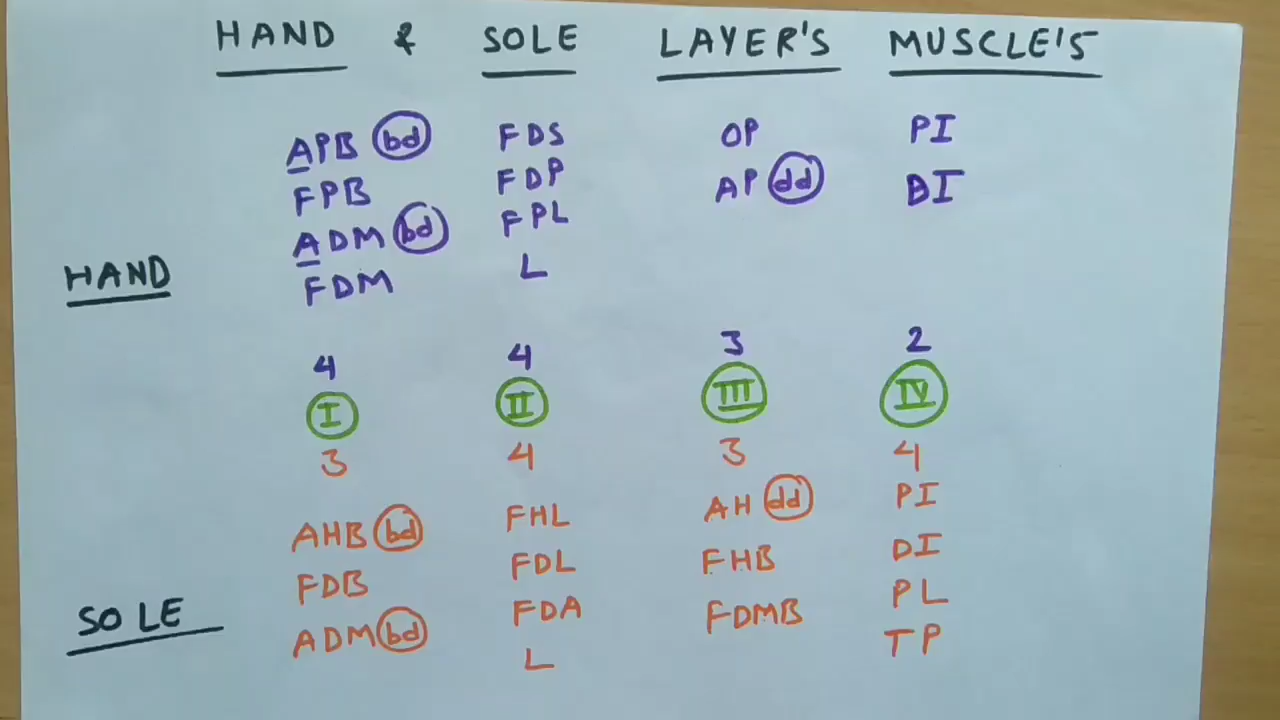 HAND & SOLE LAYER'S MUSCLE'S
APB bd FDS OP PI
FPB FDP AP dd DI
ADM bd FPL
FDM L
HAND
4 4 3 2
I II III IV
3 4 3 4
AHB bd FHL AH dd PI
FDB FDL FHB DI
ADM bd FDA FDMB PL
L TP
SOLE